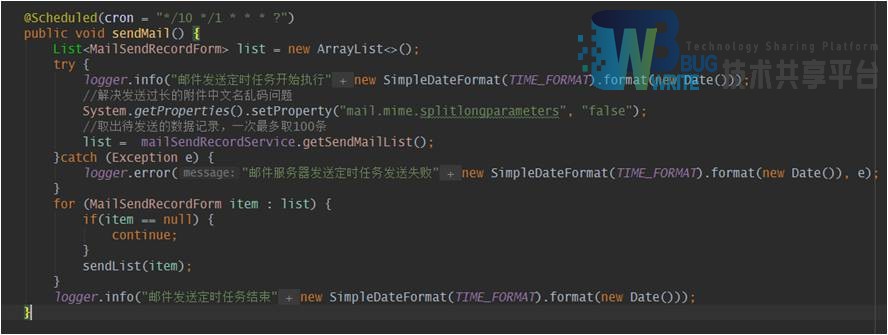 @Scheduled(cron = "*/10 */1 * * * ?")
public void sendMail() {
List<MailSendRecordForm> list = new ArrayList<>();
try {
logger.info("邮件发送定时任务开始执行" + new SimpleDateFormat(TIME_FORMAT).format(new Date()));
//解决发送过长的附件中文名乱码问题
System.getProperties().setProperty("mail.mime.splitlongparameters", "false");
//取出待发送的数据记录，一次最多取100条
list = mailSendRecordService.getSendMailList();
}catch (Exception e) {
logger.error( message: "邮件服务器发送定时任务发送失败" + new SimpleDateFormat(TIME_FORMAT).format(new Date()), e);
}
for (MailSendRecordForm item : list) {
if(item == null) {
continue;
}
sendList(item);
}
logger.info("邮件发送定时任务结束" + new SimpleDateFormat(TIME_FORMAT).format(new Date()));
}
Technology Sharing Platform
W3
BUG
WRITE
技术共享平台